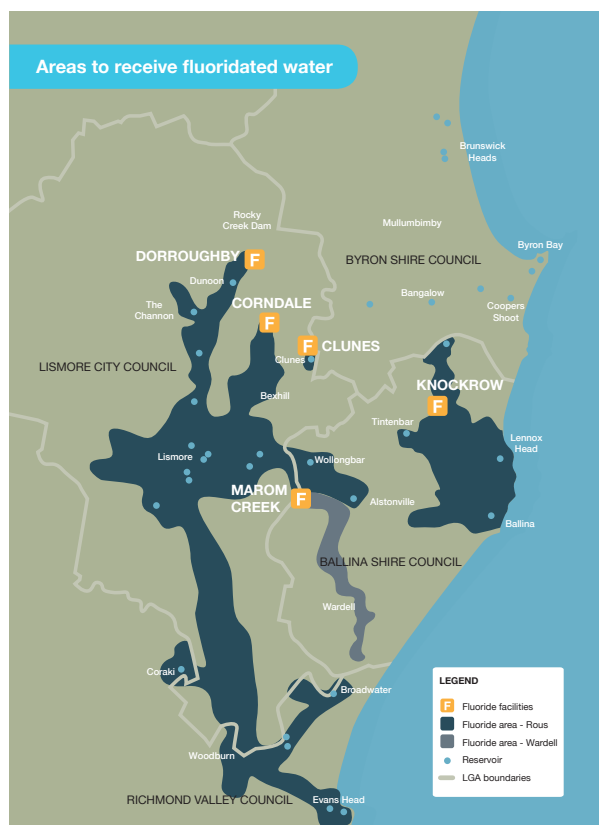 Areas to receive fluoridated water
Brunswick
Heads
Rocky
Creek Dam
Mullumbimby
Byron Bay
DORROUGHBY
F
BYRON SHIRE COUNCIL
Dunoon
Bangalow
The
Channon
CORNDALE
F
Coopers
Shoot
F
CLUNES
Clunes
LISMORE CITY COUNCIL
KNOCKROW
F
Bexhill
Tintenbar
Lennox
Head
Lismore
Wollongbar
MAROM
CREEK
F
Alstonville
Ballina
BALLINA SHIRE COUNCIL
Wardell
Coraki
Broadwater
Woodburn
RICHMOND VALLEY COUNCIL
Evans Head
LEGEND
F Fluoride facilities
Fluoride area - Rous
Fluoride area - Wardell
Reservoir
LGA boundaries